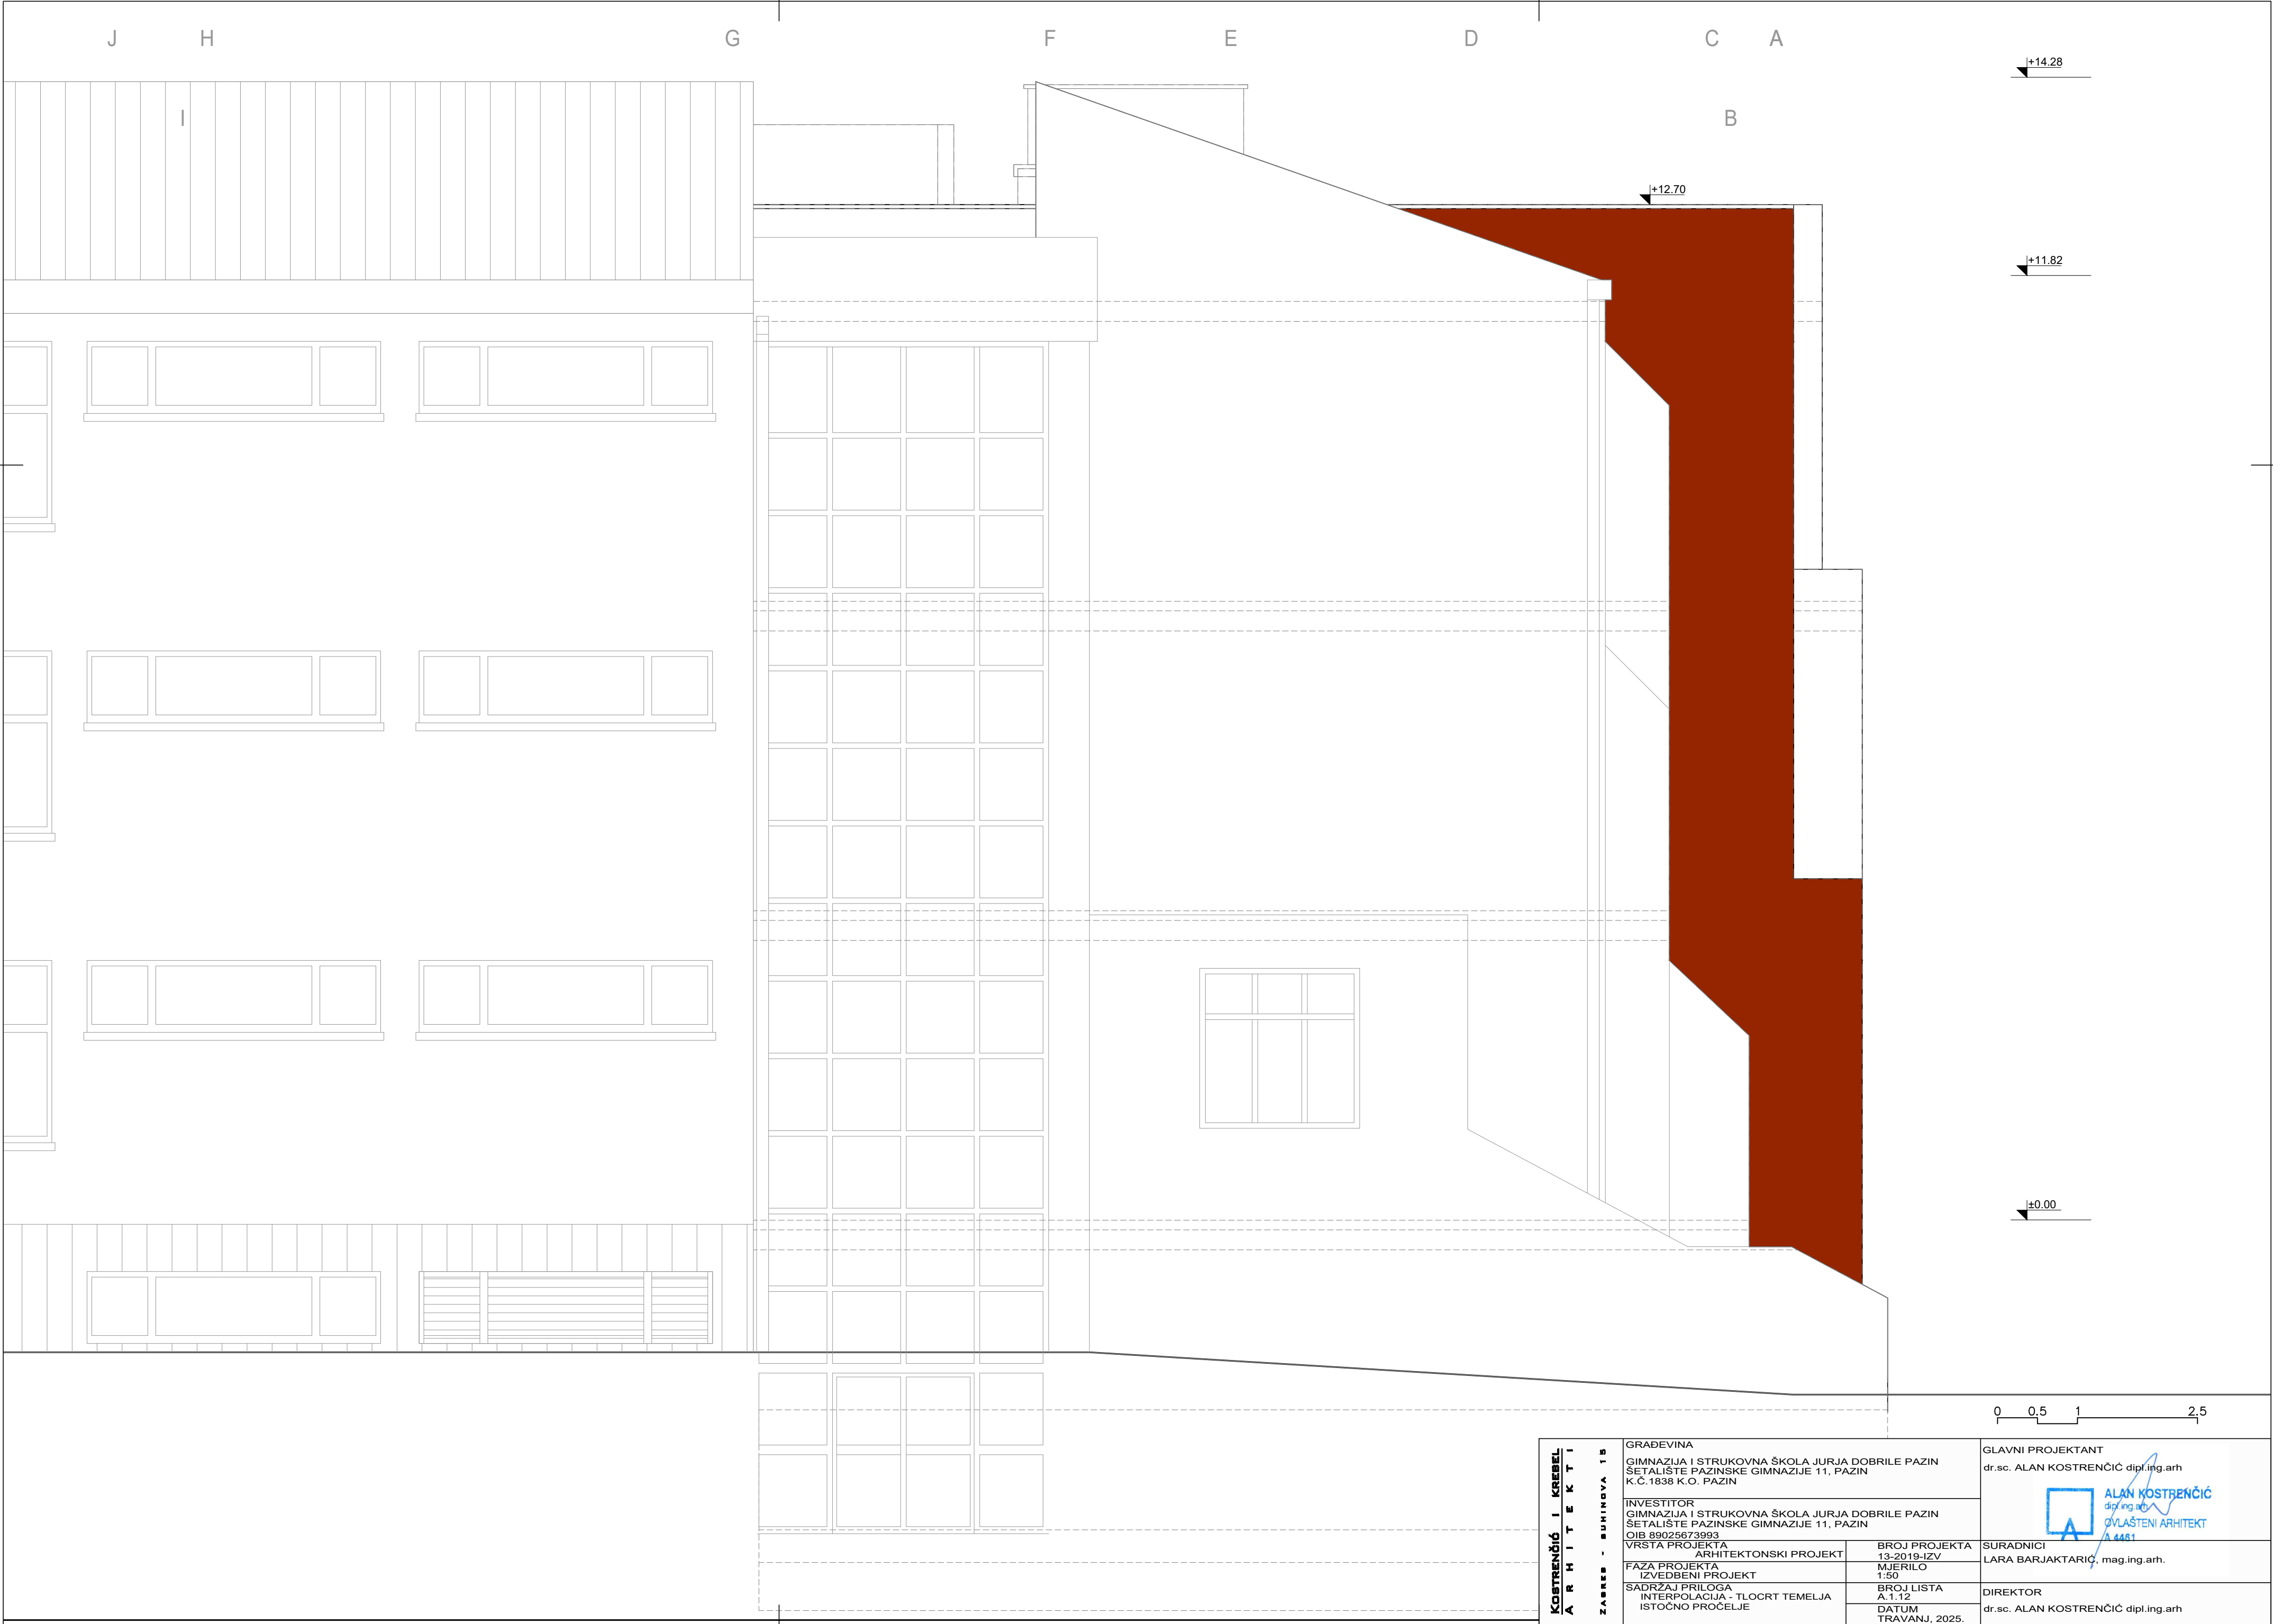 J H G F E D C A
+14.28
I B
+12.70
+11.82
±0.00
0 0.5 1 2.5
KOSTRENČIĆ I KREBEL
ARHITEKTI
ZAGREB - BUHINOVA 15
GRAĐEVINA
GIMNAZIJA I STRUKOVNA ŠKOLA JURJA DOBRILE PAZIN
ŠETALIŠTE PAZINSKE GIMNAZIJE 11, PAZIN
K.Č.1838 K.O. PAZIN
INVESTITOR
GIMNAZIJA I STRUKOVNA ŠKOLA JURJA DOBRILE PAZIN
ŠETALIŠTE PAZINSKE GIMNAZIJE 11, PAZIN
OIB 89025673993
VRSTA PROJEKTA
ARHITEKTONSKI PROJEKT
BROJ PROJEKTA
13-2019-IZV
FAZA PROJEKTA
IZVEDBENI PROJEKT
MJERILO
1:50
SADRŽAJ PRILOGA
INTERPOLACIJA - TLOCRT TEMELJA
ISTOČNO PROČELJE
BROJ LISTA
A.1.12
DATUM
TRAVANJ, 2025.
GLAVNI PROJEKTANT
dr.sc. ALAN KOSTRENČIĆ dipl.ing.arh
ALAN KOSTRENČIĆ
dipl.ing.arh.
OVLAŠTENI ARHITEKT
A 4461
SURADNICI
LARA BARJAKTARIĆ, mag.ing.arh.
DIREKTOR
dr.sc. ALAN KOSTRENČIĆ dipl.ing.arh